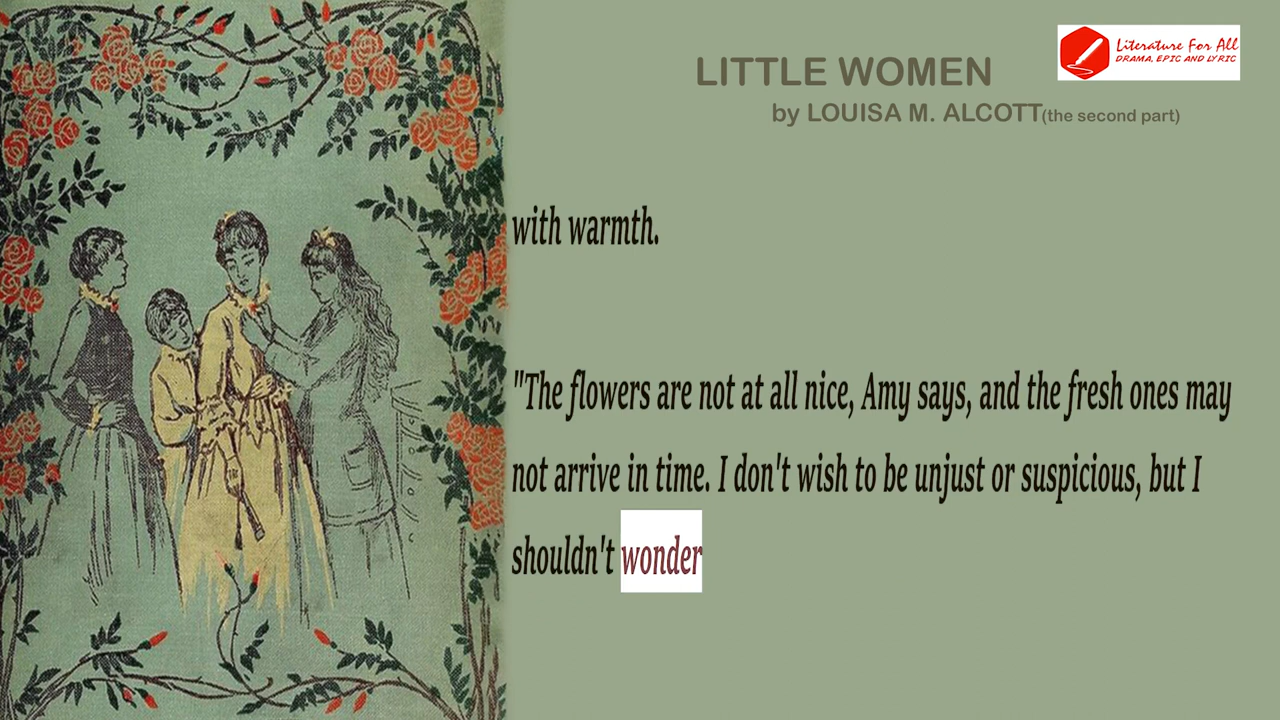 LITTLE WOMEN
by LOUISA M. ALCOTT(the second part)
Literature For All
DRAMA, EPIC AND LYRIC
with warmth.
"The flowers are not at all nice, Amy says, and the fresh ones may
not arrive in time. I don't wish to be unjust or suspicious, but I
shouldn't wonder